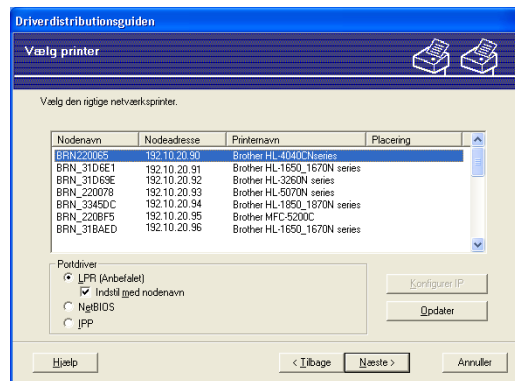 Driverdistributionsguiden
Vælg printer
Vælg den rigtige netværksprinter.
Nodenavn Nodeadresse Printernavn Placering
BRN220065 192.10.20.90 Brother HL-4040CNseries
BRN_31D6E1 192.10.20.91 Brother HL-1650_1670N series
BRN_31D69E 192.10.20.92 Brother HL-3260N series
BRN_220078 192.10.20.93 Brother HL-5070N series
BRN_3345DC 192.10.20.94 Brother HL-1850_1870N series
BRN_220BF5 192.10.20.95 Brother MFC-5200C
BRN_31BAED 192.10.20.96 Brother HL-1650_1670N series
Portdriver
LPR (Anbefalet)
Indstil med nodenavn
NetBIOS
IPP
Konfigurer IP
Opdater
Hjælp
< Tilbage
Næste >
Annuller